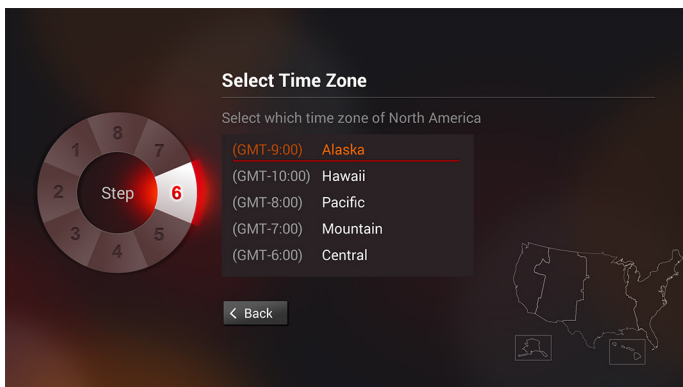 Select Time Zone
Select which time zone of North America
8
1
7
2
Step
6
3
5
4
(GMT-9:00) Alaska
(GMT-10:00) Hawaii
(GMT-8:00) Pacific
(GMT-7:00) Mountain
(GMT-6:00) Central
Back